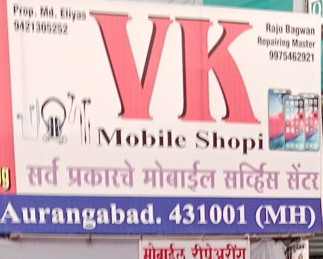 Prop. Md. Eliyas
9421305252
VK
Raju Bagwan
Repairing Master
9975462921
Mobile Shopi
सर्व प्रकारचे मोबाईल सर्व्हिस सेंटर
Aurangabad. 431001 (MH)
मोबाईल रीपेअरींग